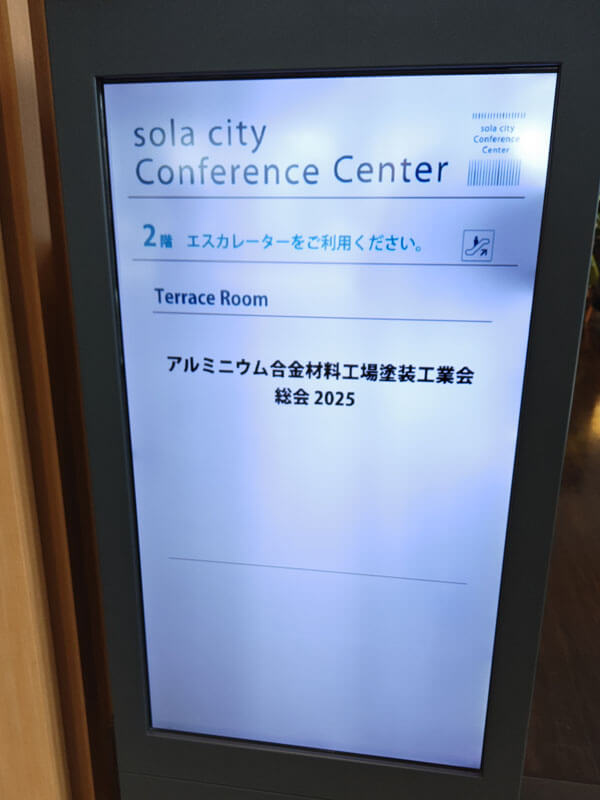 sola city
Conference Center
sola city
Conference
Center
2階 エスカレーターをご利用ください。
Terrace Room
アルミニウム合金材料工場塗装工業会
総会 2025